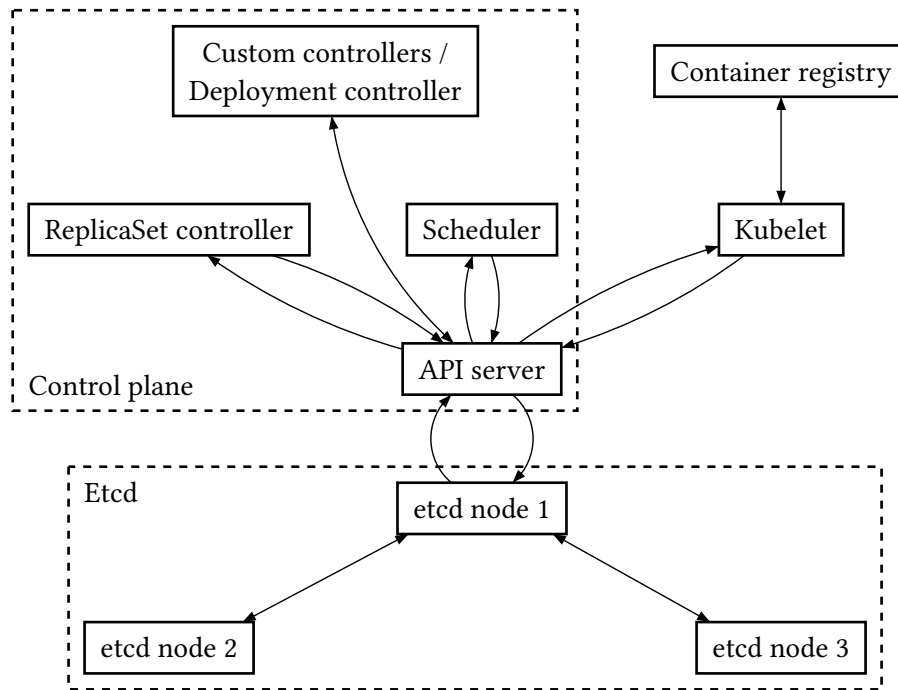 Custom controllers /
Deployment controller
Container registry
ReplicaSet controller
Scheduler
Kubelet
API server
Control plane
Etcd
etcd node 1
etcd node 2
etcd node 3